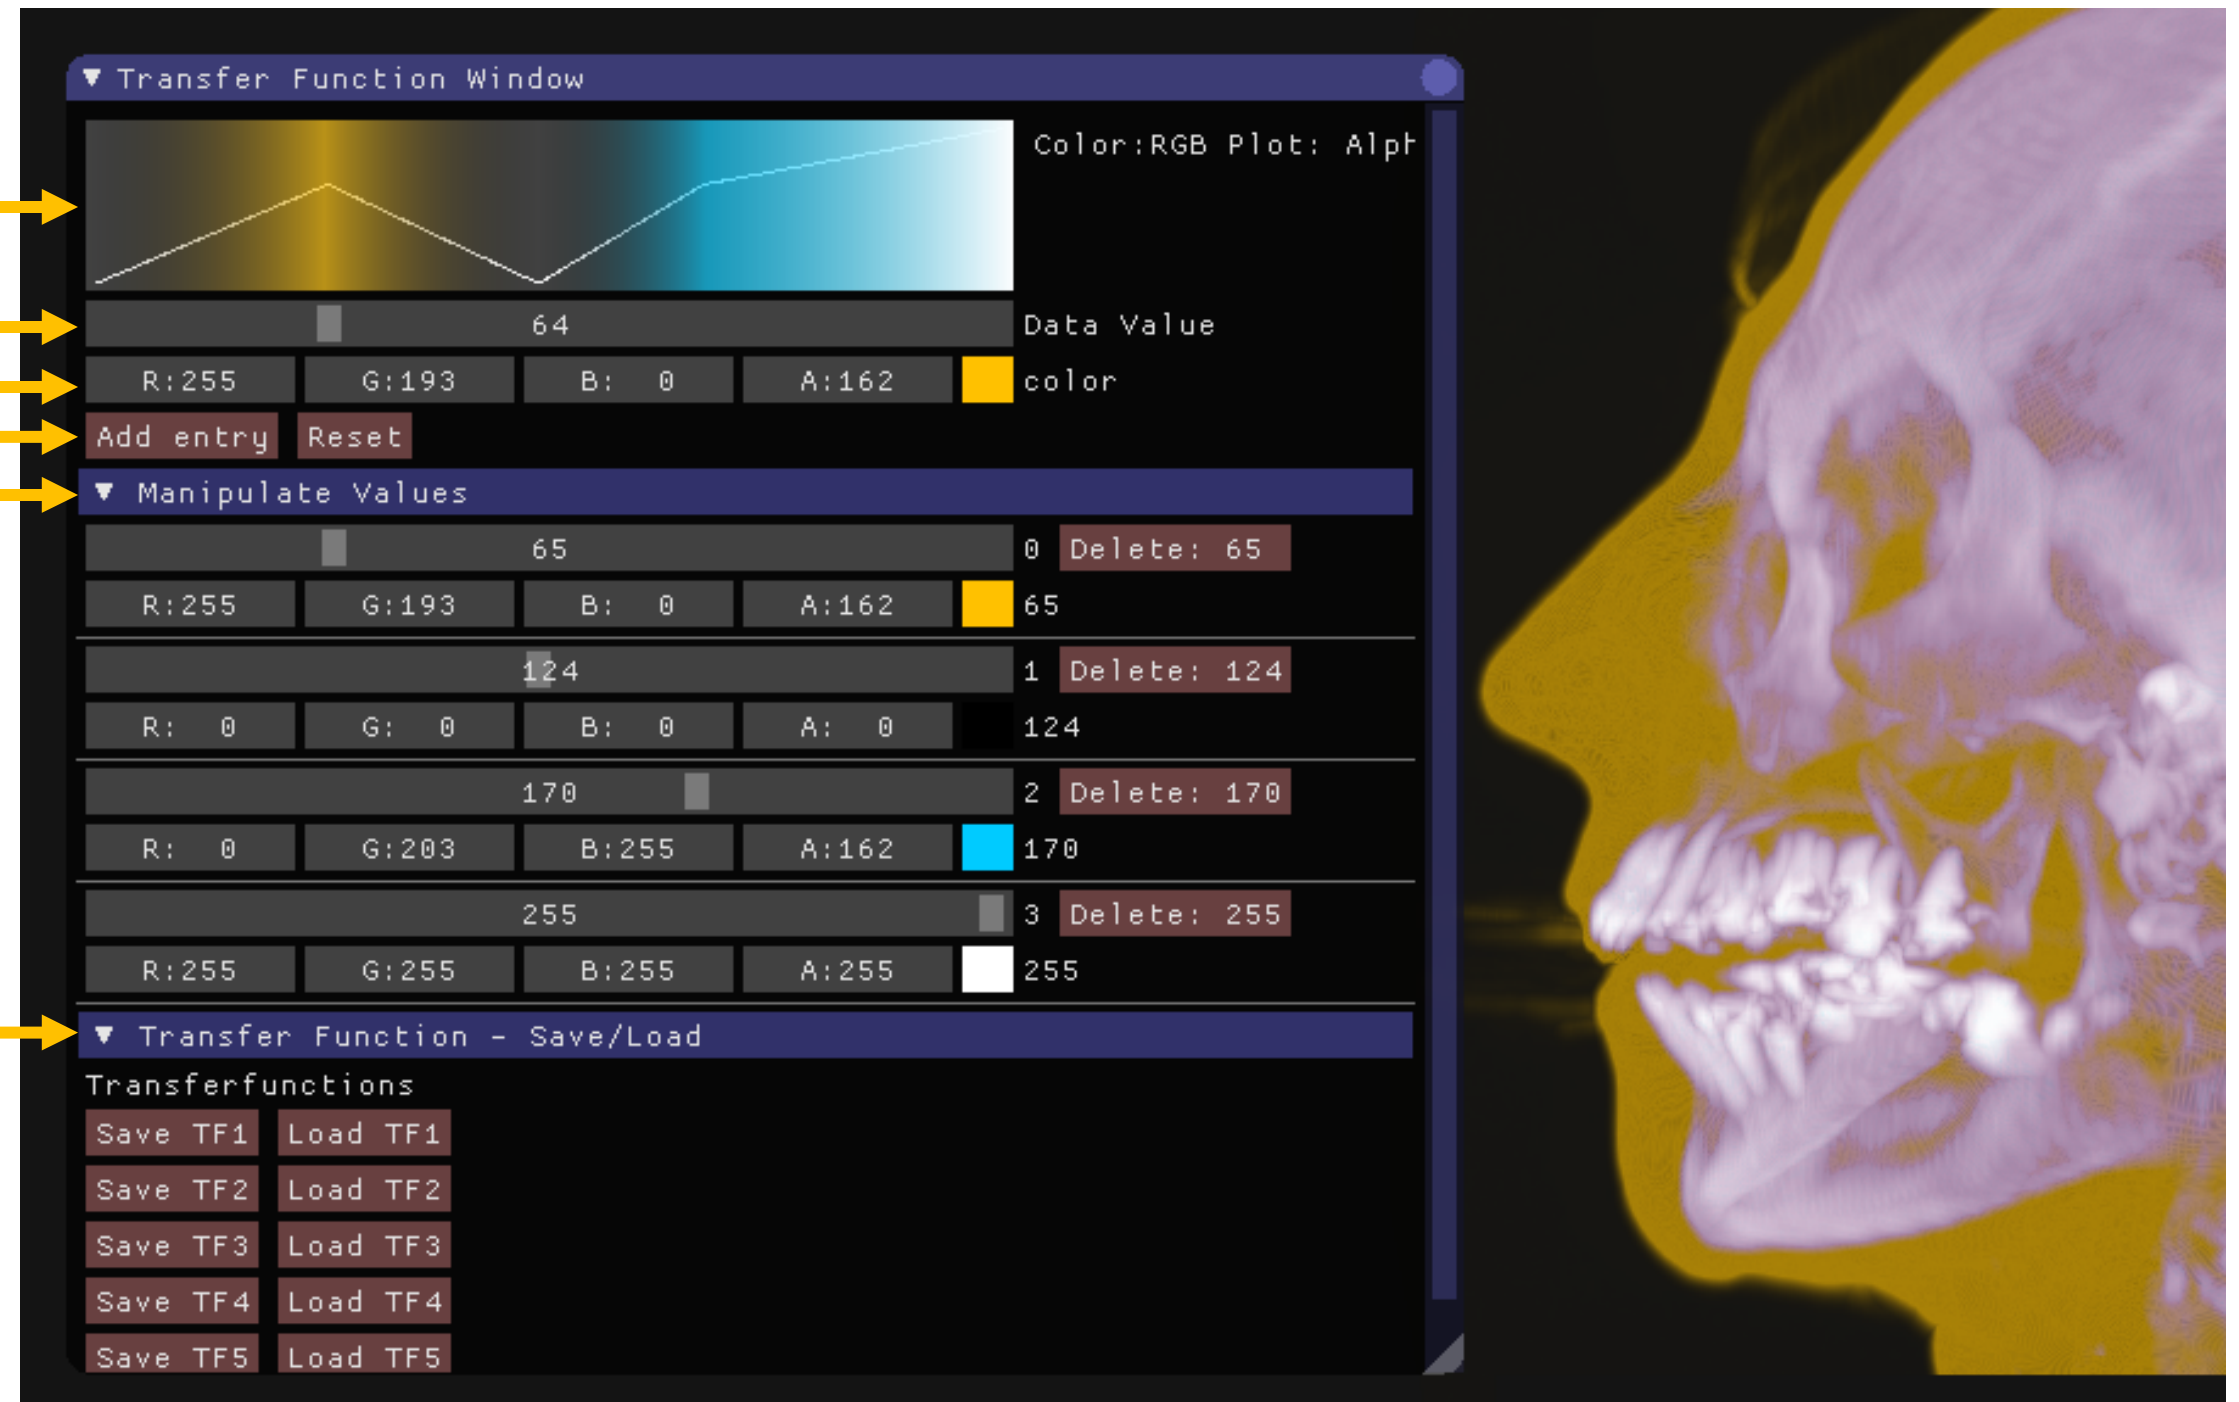 Transfer Function Window
Color:RGB Plot: Alph
64 Data Value
R:255 G:193 B: 0 A:162 color
Add entry Reset
Manipulate Values
65 0 Delete: 65
R:255 G:193 B: 0 A:162 65
124 1 Delete: 124
R: 0 G: 0 B: 0 A: 0 124
170 2 Delete: 170
R: 0 G:203 B:255 A:162 170
255 3 Delete: 255
R:255 G:255 B:255 A:255 255
Transfer Function - Save/Load
Transferfunctions
Save TF1 Load TF1
Save TF2 Load TF2
Save TF3 Load TF3
Save TF4 Load TF4
Save TF5 Load TF5